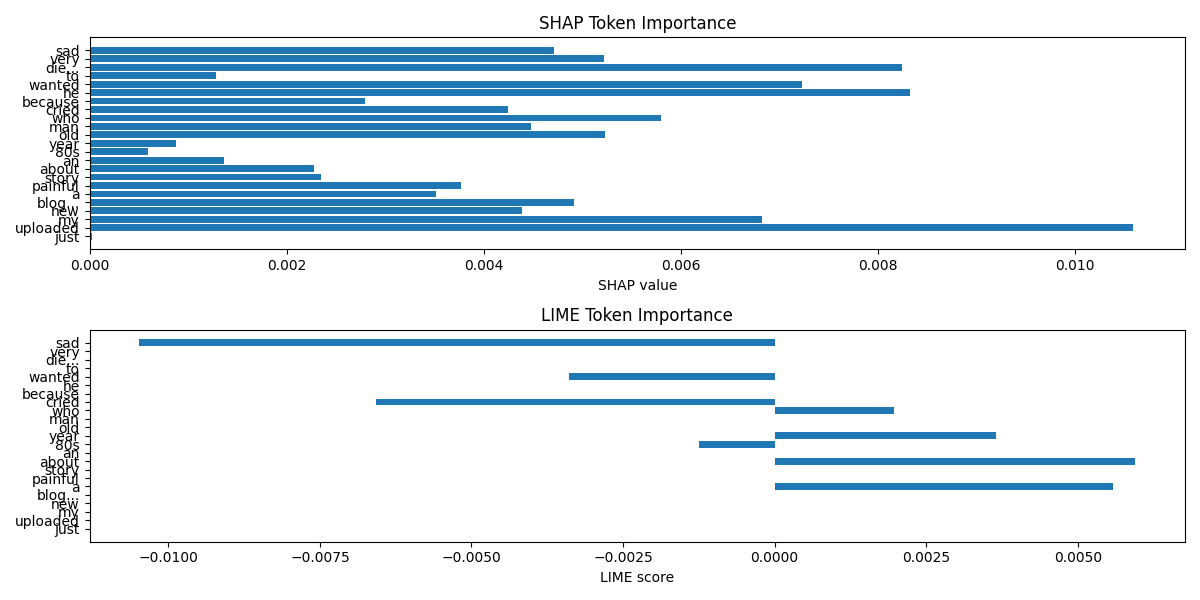 SHAP Token Importance
sad
very
die...
to
wanted
he
because
cried
who
man
old
year
80s
an
about
story
painful
a
blog...
new
my
uploaded
just
0.000 0.002 0.004 0.006 0.008 0.010
SHAP value
LIME Token Importance
sad
very
die...
to
wanted
he
because
cried
who
man
old
year
80s
an
about
story
painful
a
blog...
new
my
uploaded
just
−0.0100 −0.0075 −0.0050 −0.0025 0.0000 0.0025 0.0050
LIME score